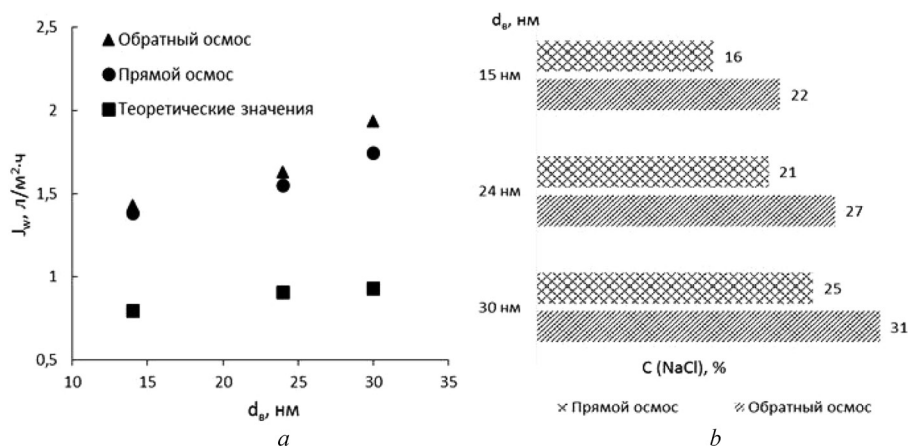 2,5
2
1,5
1
0,5
10 15 20 25 30 35
J_w, л/м²·ч
d_в, нм
Обратный осмос
Прямой осмос
Теоретические значения
a
d_в, нм
15 нм
16
22
24 нм
21
27
30 нм
25
31
C (NaCl), %
Прямой осмос Обратный осмос
b